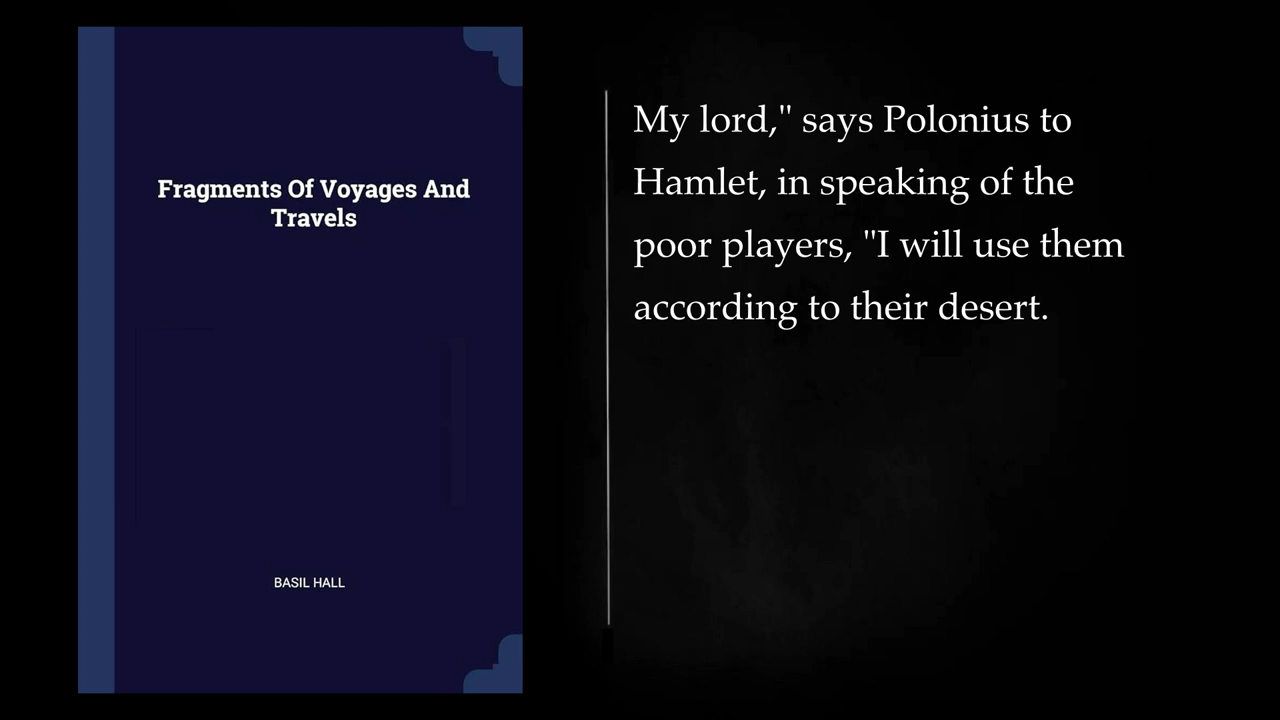 Fragments Of Voyages And
Travels
BASIL HALL
My lord," says Polonius to
Hamlet, in speaking of the
poor players, "I will use them
according to their desert.